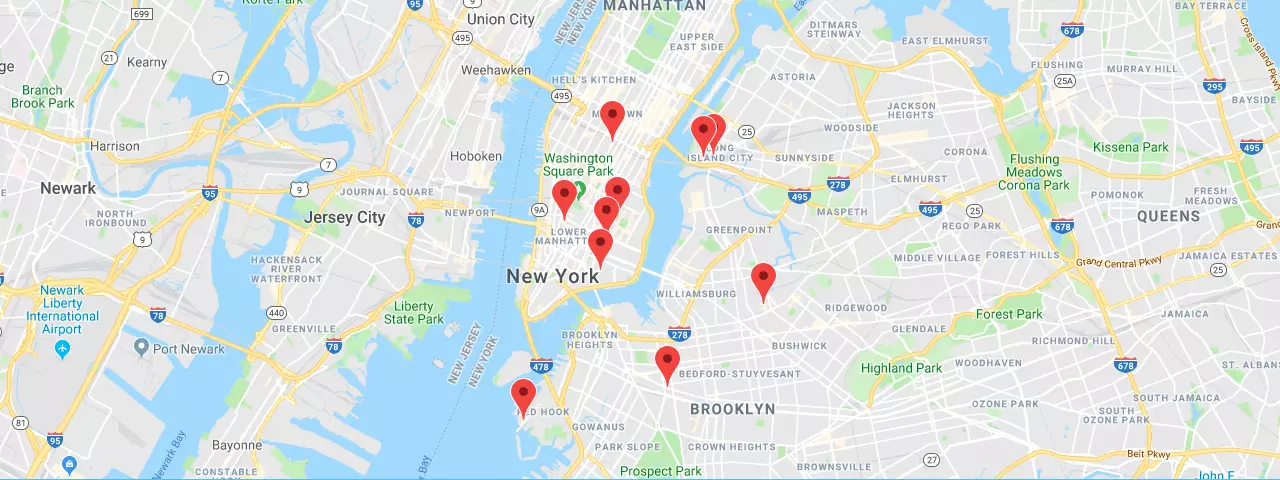 699
95
Korte Park
9
Union City
NEW JERSEY
NEW YORK
MANHATTAN
DITMARS
STEINWAY
678
BAY TERRACE
Cross Island Pkwy
21
Kearny
495
UPPER
EAST SIDE
EAST ELMHURST
Weehawken
HELL'S KITCHEN
ASTORIA
FLUSHING
MURRAY HILL
7
25A
295
Branch
Brook Park
495
JACKSON
HEIGHTS
BAYSIDE
Harrison
25
WOODSIDE
Kissena Park
495
Hoboken
Washington
Square Park
ISLAND CITY
SUNNYSIDE
CORONA
Flushing
Meadows
Corona Park
7
Newark
95
9
JOURNAL SQUARE
ELMHURST
POMONA
FRESH
MEADOWS
278
495
NORTH
IRONBOUND
Jersey City
78
NEWPORT
9A
MASPETH
495
25
REGO PARK
678
QUEENS
9
LOWER
GREENPOINT
HACKENSACK
RIVER
WATERFRONT
MIDDLE VILLAGE
FOREST HILLS
Grand Central Pkwy
JAMAICA ESTATES
New York
25
Newark
Liberty
International
Airport
WILLIAMSBURG
Liberty
State Park
440
78
RIDGEWOOD
Forest Park
JAMAICA
GREENVILLE
NEW JERSEY
NEW YORK
BROOKLYN
HEIGHTS
278
GLENDALE
RICHMOND HILL
Port Newark
78
BUSHWICK
WOODHAVEN
478
Highland Park
678
ST. ALBANS
BEDFORD-STUYVESANT
BROOKLYN
OZONE PARK
SOUTH JAMAICA
81
GOWANUS
SOUTH
OZONE PARK
95
Bayonne
PARK SLOPE
CROWN HEIGHTS
Belt Pkwy
27
BROWNSVILLE
Prospect Park
CONSTABLE
HOOK
John F.